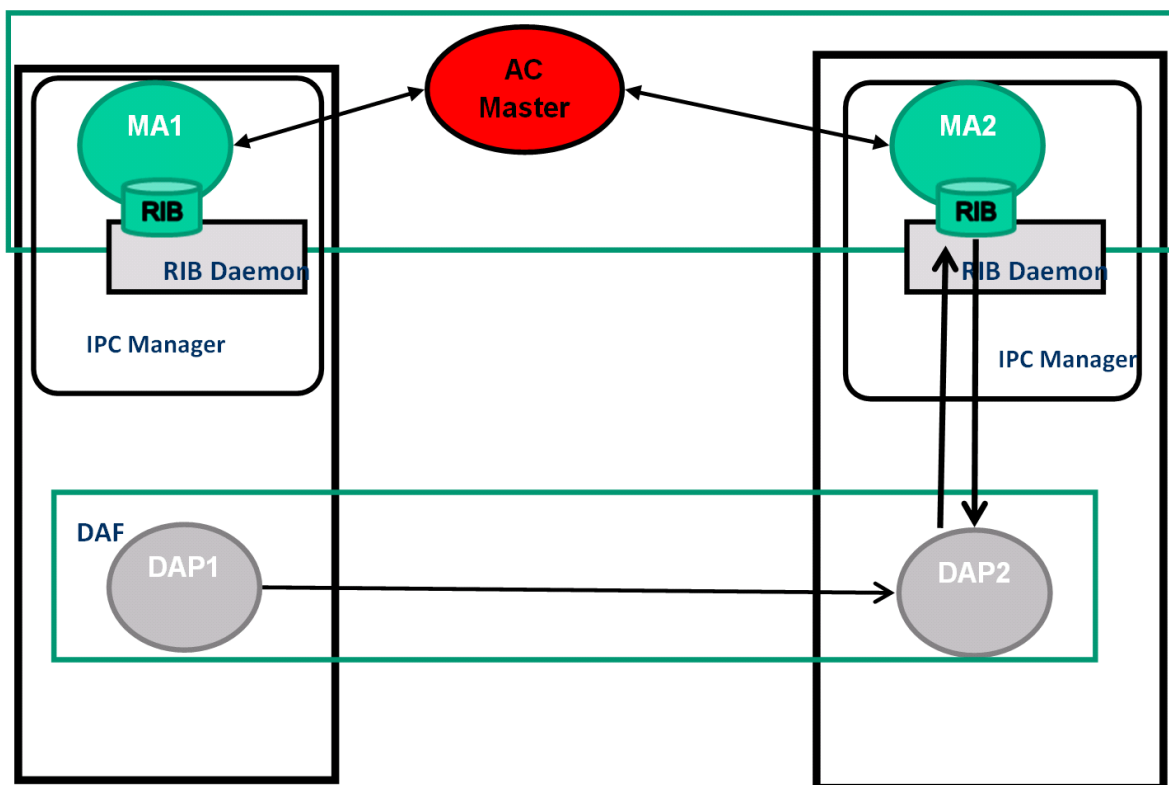 AC
Master
MA1
MA2
RIB
RIB
RIB Daemon
RIB Daemon
IPC Manager
IPC Manager
DAF
DAP1
DAP2